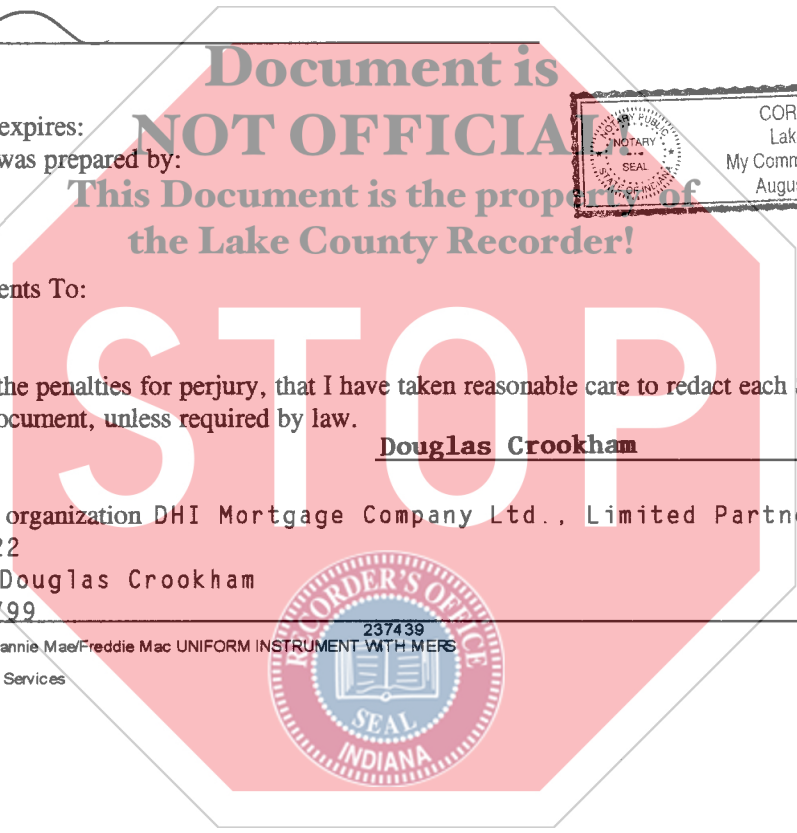 Document is
NOT OFFICIAL!
This Document is the property of
the Lake County Recorder!
STOP
expires:
was prepared by:
NOTARY PUBLIC
NOTARY
SEAL
STATE OF INDIANA
COR
Lak
My Comm
Augus
ents To:
the penalties for perjury, that I have taken reasonable care to redact each
ocument, unless required by law.
Douglas Crookham
organization DHI Mortgage Company Ltd., Limited Partn
22
Douglas Crookham
799
237439
annie Mae/Freddie Mac UNIFORM INSTRUMENT WITH MERS
Services
RECORDER'S OFFICE
SEAL
INDIANA